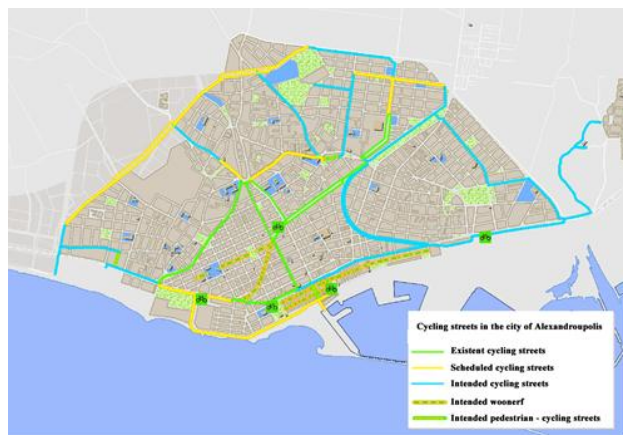 Cycling streets in the city of Alexandroupolis
Existent cycling streets
Scheduled cycling streets
Intended cycling streets
Intended woonerf
Intended pedestrian - cycling streets